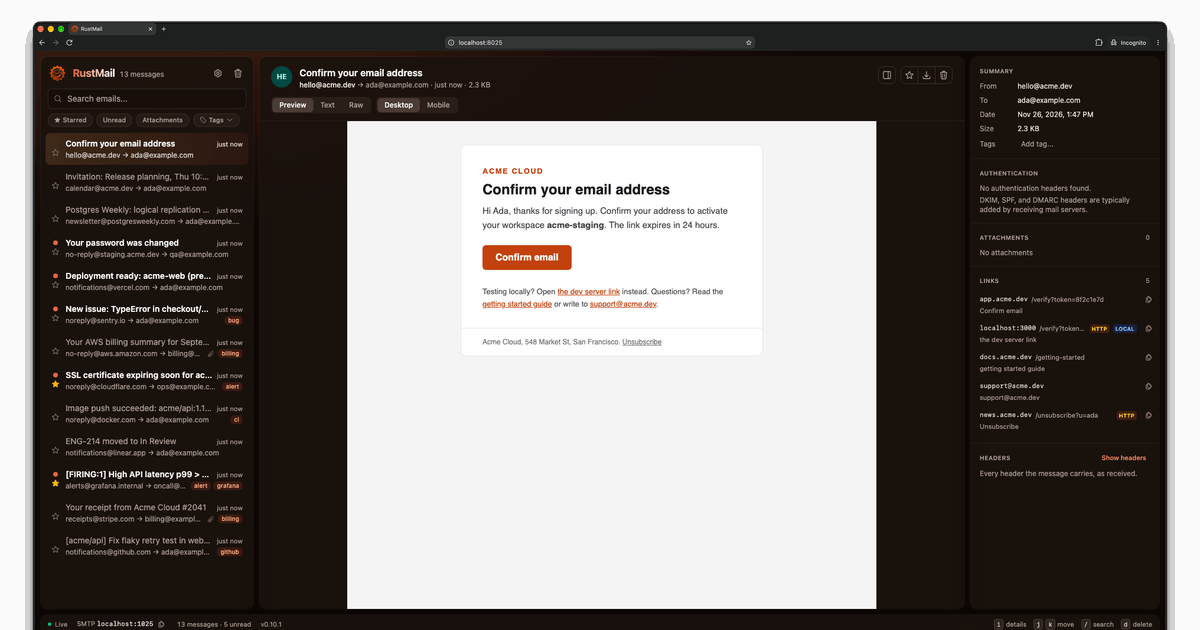 RustMail
localhost:8025
Incognito
RustMail 13 messages
Search emails...
Starred Unread Attachments Tags
Confirm your email address just now
hello@acme.dev → ada@example.com
Invitation: Release planning, Thu 10:... just now
calendar@acme.dev → ada@example.com
Postgres Weekly: logical replication ... just now
newsletter@postgresweekly.com → ada@example....
Your password was changed just now
no-reply@staging.acme.dev → qa@example.com
Deployment ready: acme-web (pre... just now
notifications@vercel.com → ada@example.com
New issue: TypeError in checkout/... just now
noreply@sentry.io → ada@example.com bug
Your AWS billing summary for Septe... just now
no-reply@aws.amazon.com → billing@... billing
SSL certificate expiring soon for ac... just now
noreply@cloudflare.com → ops@example.c... alert
Image push succeeded: acme/api:1.1... just now
noreply@docker.com → ada@example.com ci
ENG-214 moved to In Review just now
notifications@linear.app → ada@example.com
[FIRING:1] High API latency p99 > ... just now
alerts@grafana.internal → oncall@... alert grafana
Your receipt from Acme Cloud #2041 just now
receipts@stripe.com → billing@exampl... billing
[acme/api] Fix flaky retry test in web... just now
notifications@github.com → ada@exampl... github
HE
Confirm your email address
hello@acme.dev → ada@example.com · just now · 2.3 KB
Preview Text Raw Desktop Mobile
ACME CLOUD
Confirm your email address
Hi Ada, thanks for signing up. Confirm your address to activate
your workspace acme-staging. The link expires in 24 hours.
Confirm email
Testing locally? Open the dev server link instead. Questions? Read the
getting started guide or write to support@acme.dev.
Acme Cloud, 548 Market St, San Francisco. Unsubscribe
SUMMARY
From hello@acme.dev
To ada@example.com
Date Nov 26, 2026, 1:47 PM
Size 2.3 KB
Tags Add tag...
AUTHENTICATION
No authentication headers found.
DKIM, SPF, and DMARC headers are typically
added by receiving mail servers.
ATTACHMENTS 0
No attachments
LINKS 5
app.acme.dev /verify?token=8f2c1e7d
Confirm email
localhost:3000 /verify?token... HTTP LOCAL
the dev server link
docs.acme.dev /getting-started
getting started guide
support@acme.dev
support@acme.dev
news.acme.dev /unsubscribe?u=ada HTTP
Unsubscribe
HEADERS Show headers
Every header the message carries, as received.
Live SMTP localhost:1025 13 messages · 5 unread v0.10.1
i details j k move / search d delete